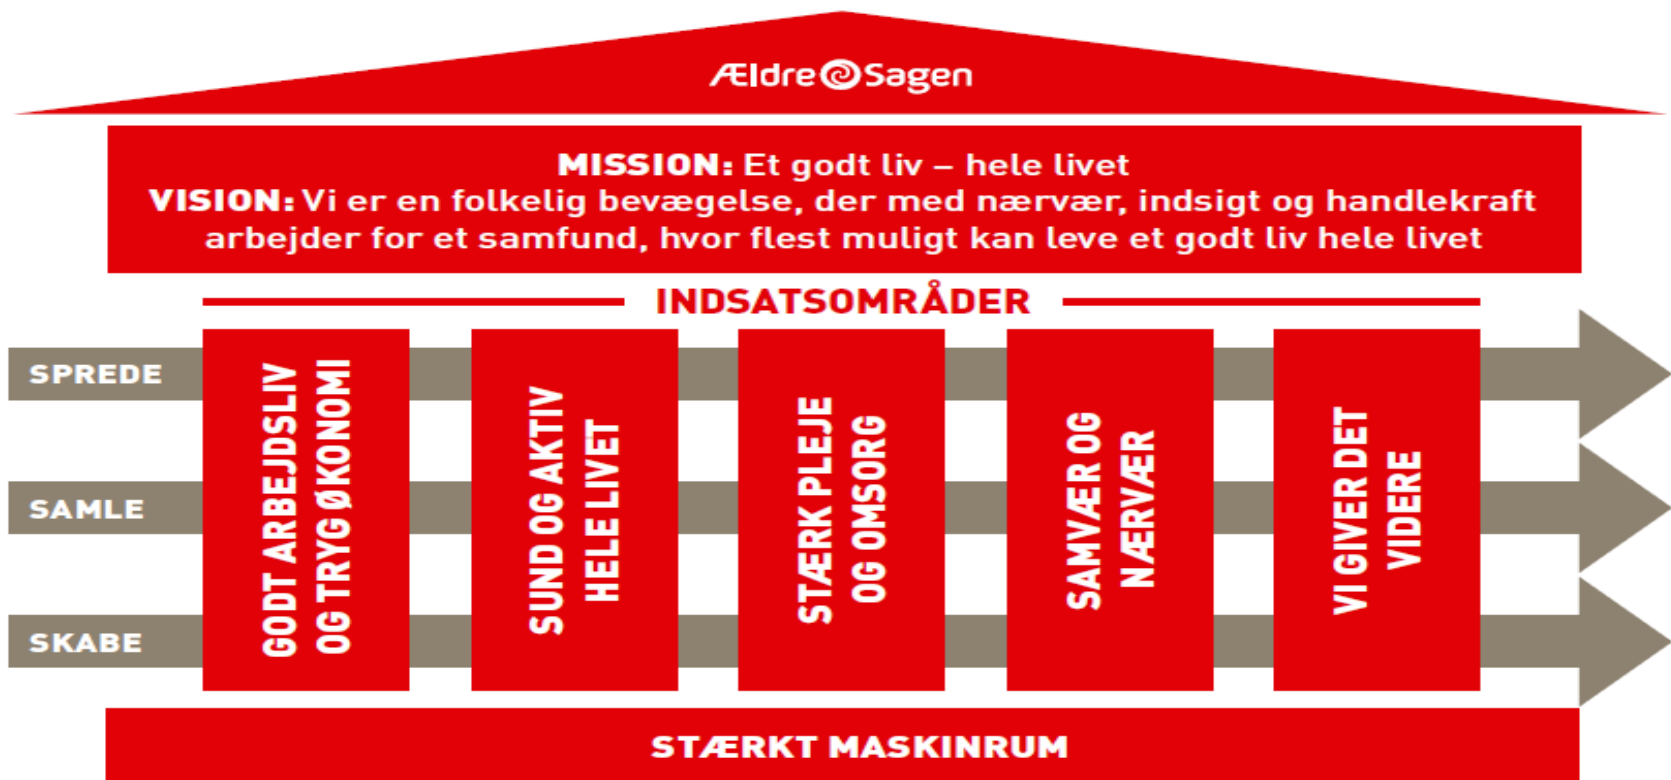 ÆldreSagen
MISSION: Et godt liv – hele livet
VISION: Vi er en folkelig bevægelse, der med nærvær, indsigt og handlekraft
arbejder for et samfund, hvor flest muligt kan leve et godt liv hele livet
INDSATSOMRÅDER
SPREDE
SAMLE
SKABE
GODT ARBEJDSLIV
OG TRYG ØKONOMI
SUND OG AKTIV
HELE LIVET
STÆRK PLEJE
OG OMSORG
SAMVÆR OG
NÆRVÆR
VI GIVER DET
VIDERE
STÆRKT MASKINRUM